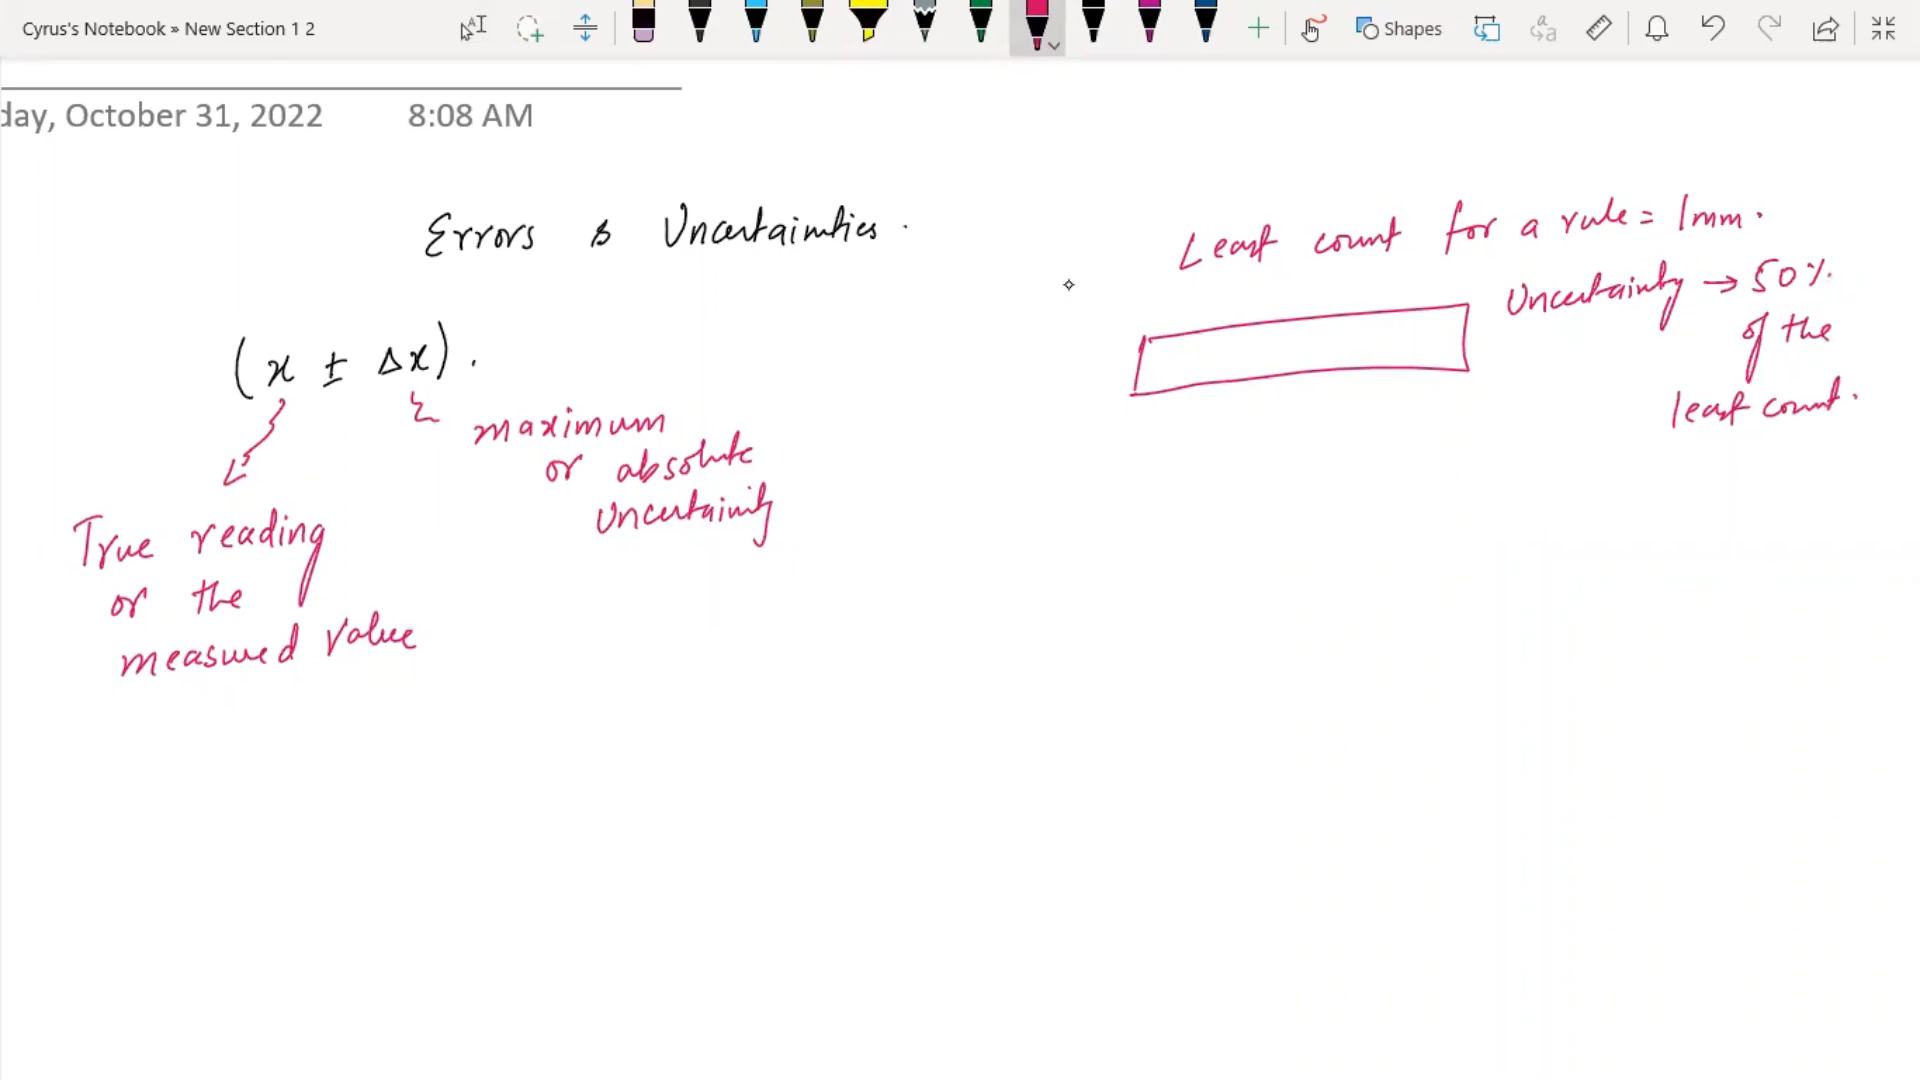 Cyrus's Notebook » New Section 1 2
Shapes
day, October 31, 2022 8:08 AM
Errors & Uncertainties.
(x ± Δx).
maximum
or absolute
uncertainty
True reading
or the
measured value
Least count for a rule = 1mm.
Uncertainty → 50%
of the
least count.